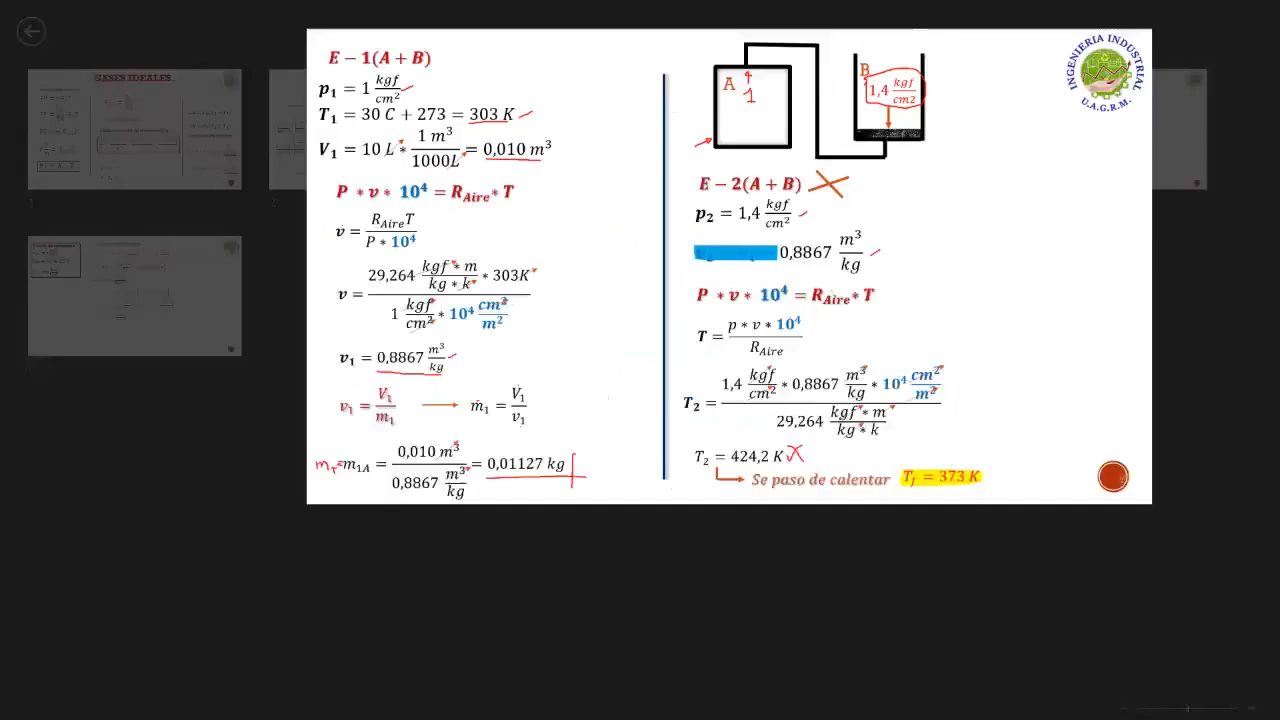 GASES IDEALES
E − 1(A + B)
p₁ = 1 kgf/cm²
T₁ = 30 C + 273 = 303 K
V₁ = 10 L * 1 m³/1000L = 0,010 m³
P * v * 10⁴ = R_Aire * T
v = R_Aire T / P * 10⁴
v = 29,264 kgf * m/kg * k * 303K / 1 kgf/cm² * 10⁴ cm²/m²
v₁ = 0,8867 m³/kg
v₁ = V₁/m₁ → m₁ = V₁/v₁
m_T = m₁A = 0,010 m³ / 0,8867 m³/kg = 0,01127 kg
A
1
B
1,4 kgf/cm2
E − 2(A + B)
p₂ = 1,4 kgf/cm²
0,8867 m³/kg
P * v * 10⁴ = R_Aire * T
T = p * v * 10⁴ / R_Aire
T₂ = 1,4 kgf/cm² * 0,8867 m³/kg * 10⁴ cm²/m² / 29,264 kgf * m/kg * k
T₂ = 424,2 K X
Se paso de calentar T_f = 373 K
INGENIERIA INDUSTRIAL
U.A.G.R.M.
1
2